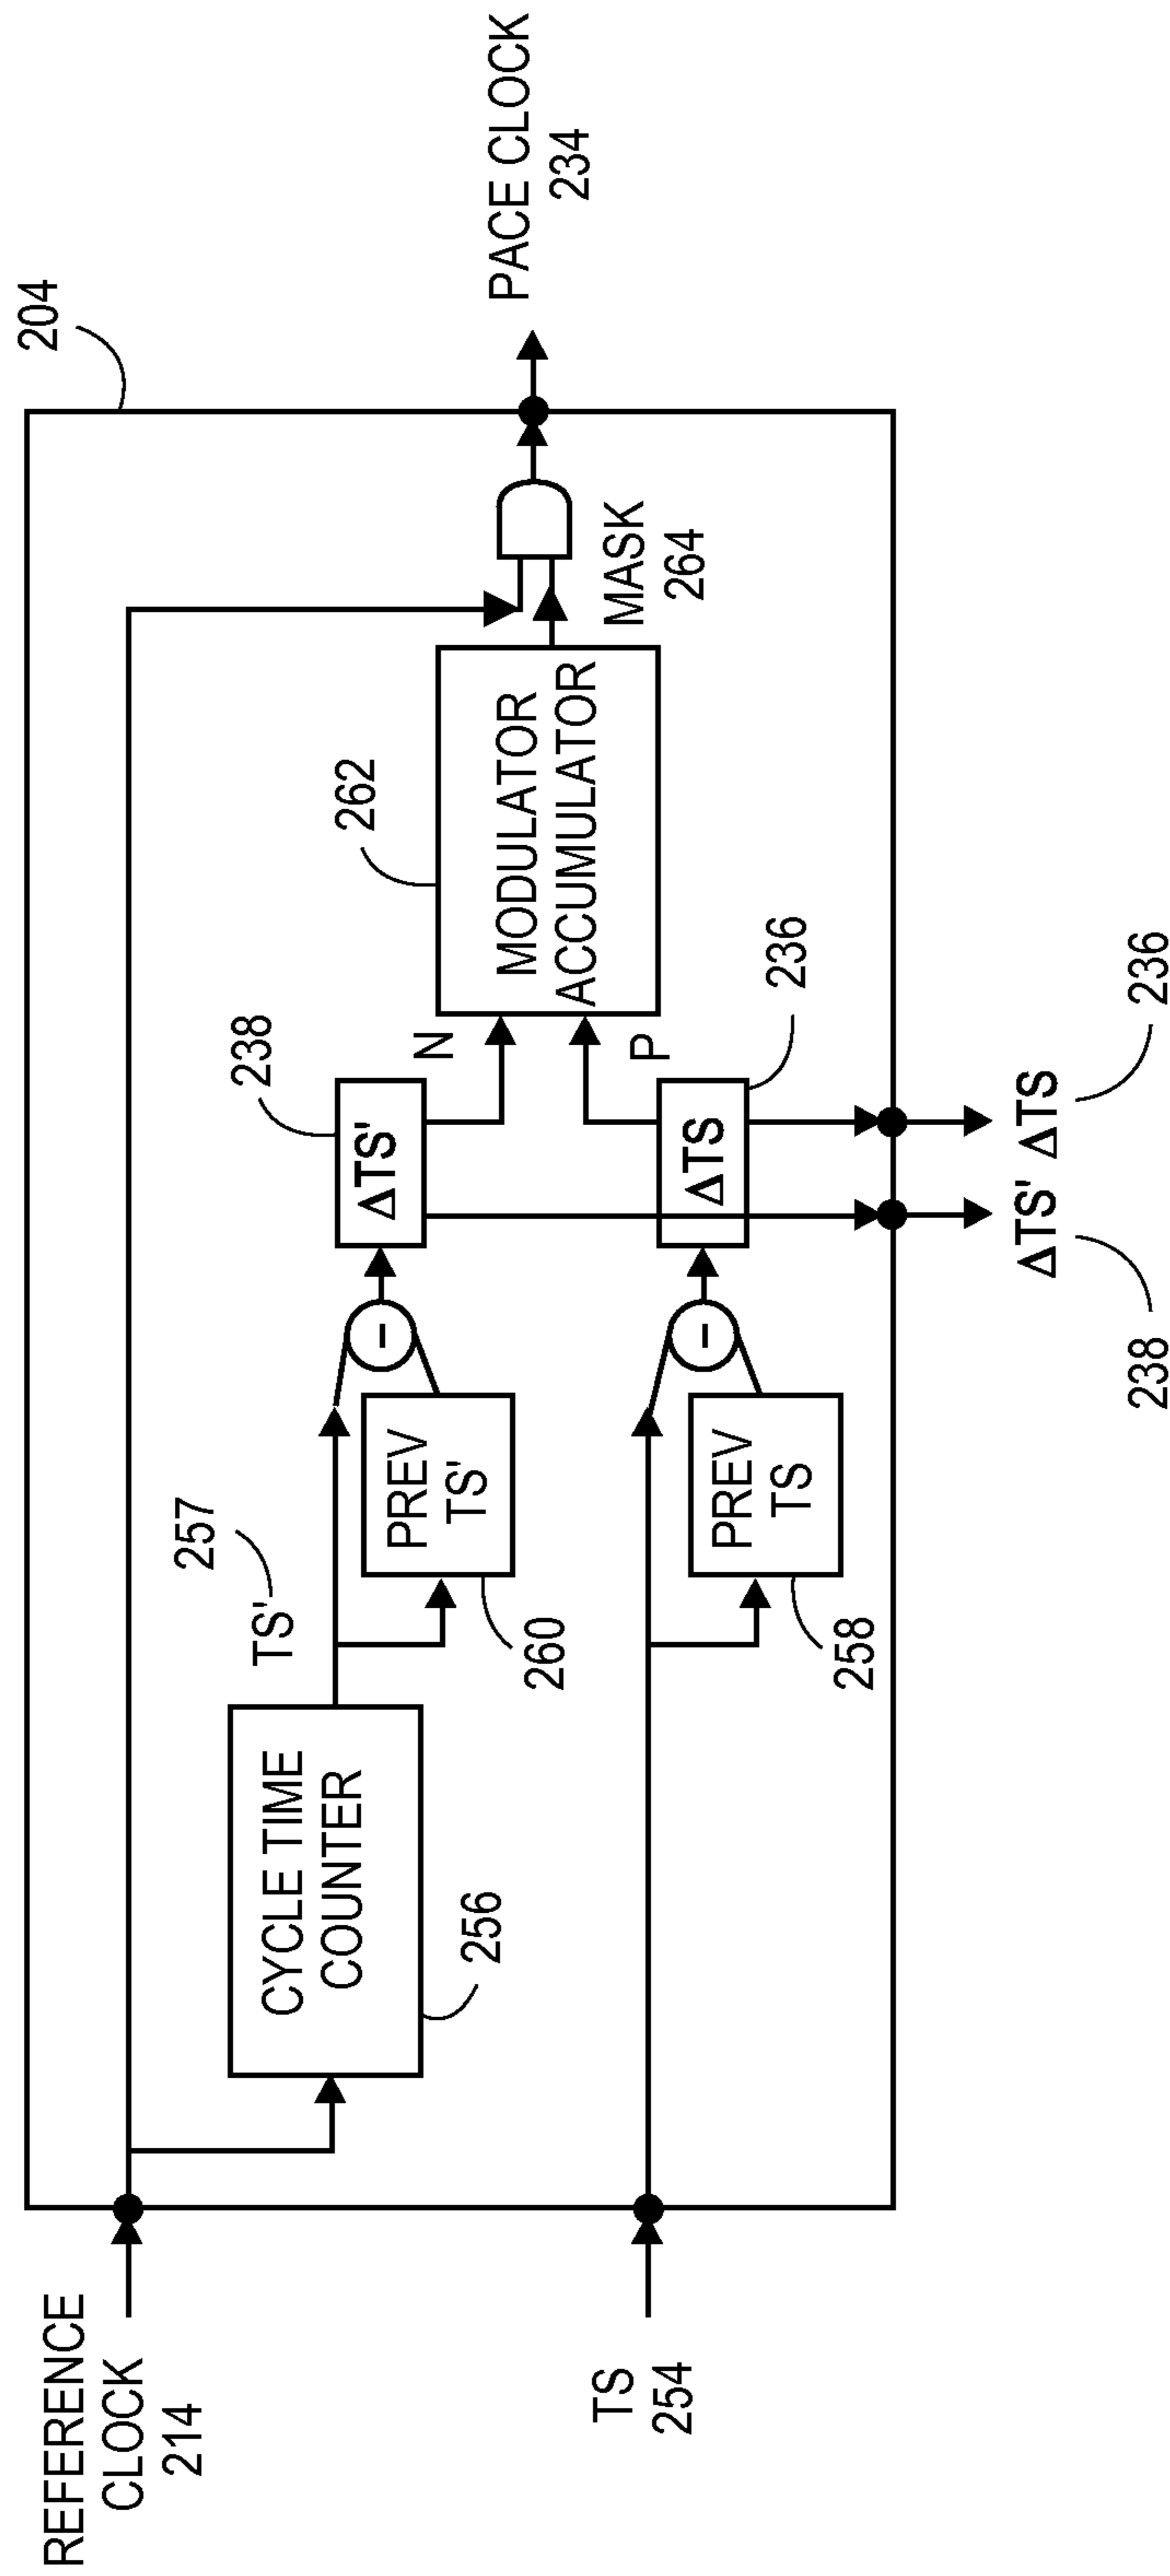 REFERENCE
CLOCK
214
TS
254
204
CYCLE TIME
COUNTER
256
TS'
257
PREV
TS'
260
PREV
TS
258
-
-
ΔTS'
238
ΔTS
236
N
P
MODULATOR
ACCUMULATOR
262
MASK
264
PACE CLOCK
234
ΔTS'
238
ΔTS
236